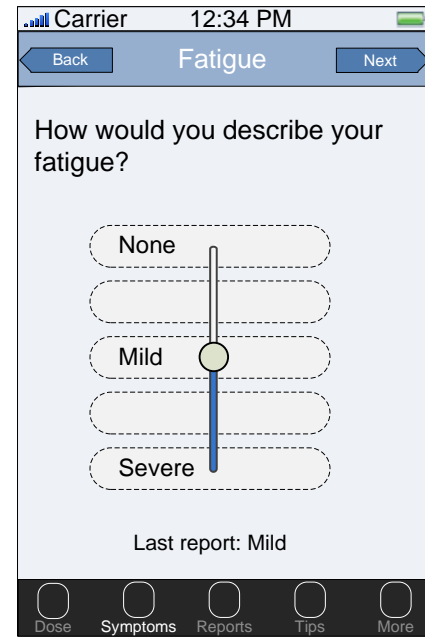 Carrier 12:34 PM
Back Fatigue Next
How would you describe your
fatigue?
None
Mild
Severe
Last report: Mild
Dose Symptoms Reports Tips More